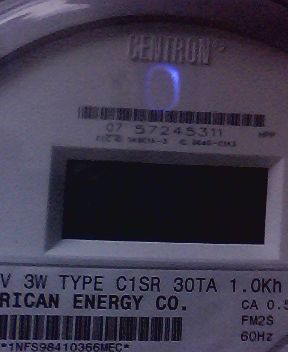 CENTRON
07 57245311
V 3W TYPE C1SR 30TA 1.0Kh
RICAN ENERGY CO.
CA 0.5
FM2S
60Hz
*1NFS98410366MEC*